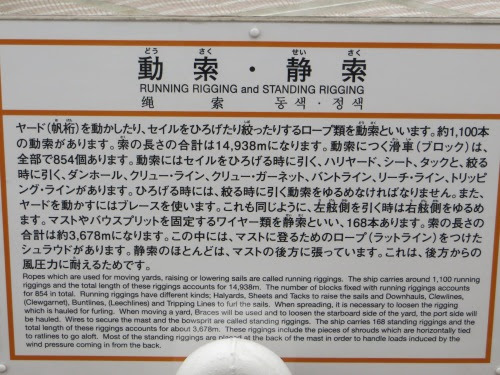 どう さく せい さく
動 索 ・ 静 索
RUNNING RIGGING and STANDING RIGGING
绳 索 동색・정색
ヤード(帆桁)を動かしたり、セイルをひろげたり絞ったりするロープ類を動索といいます。約1,100本
の動索があります。索の長さの合計は14,938mになります。動索につく滑車(ブロック)は、
全部で854個あります。動索にはセイルをひろげる時に引く、ハリヤード、シート、タックと、絞る
時に引く、ダンホール、クリュー・ライン、クリュー・ガーネット、バントライン、リーチ・ライン、トリッピ
ング・ラインがあります。ひろげる時には、絞る時に引く動索をゆるめなければなりません。また、
ヤードを動かすにはブレースを使います。これも同じように、左舷側を引く時は右舷側をゆるめ
ます。マストやバウスプリットを固定するワイヤー類を静索といい、168本あります。索の長さの
合計は約3,678mになります。この中には、マストに登るためのロープ(ラットライン)をつけた
シュラウドがあります。静索のほとんどは、マストの後方に張っています。これは、後方からの
風圧力に耐えるためです。
Ropes which are used for moving yards, raising or lowering sails are called running riggings. The ship carries around 1,100 running
riggings and the total length of these riggings accounts for 14,938m. The number of blocks fixed with running riggings accounts
for 854 in total. Running riggings have different kinds; Halyards, Sheets and Tacks to raise the sails and Downhauls, Clewlines,
(Clewgarnet), Buntlines, (Leechlines) and Tripping Lines to furl the sails. When spreading, it is necessary to loosen the rigging
which is hauled for furling. When moving a yard, Braces will be used and to loosen the starboard side of the yard, the port side will
be hauled. Wires to secure the mast and the bowsprit are called standing riggings. The ship carries 168 standing riggings and the
total length of these riggings accounts for about 3,678m. These riggings include the pieces of shrouds which are horizontally tied
to ratlines to go aloft. Most of the standing riggings are placed at the back of the mast in order to handle loads induced by the
wind pressure coming in from the back.